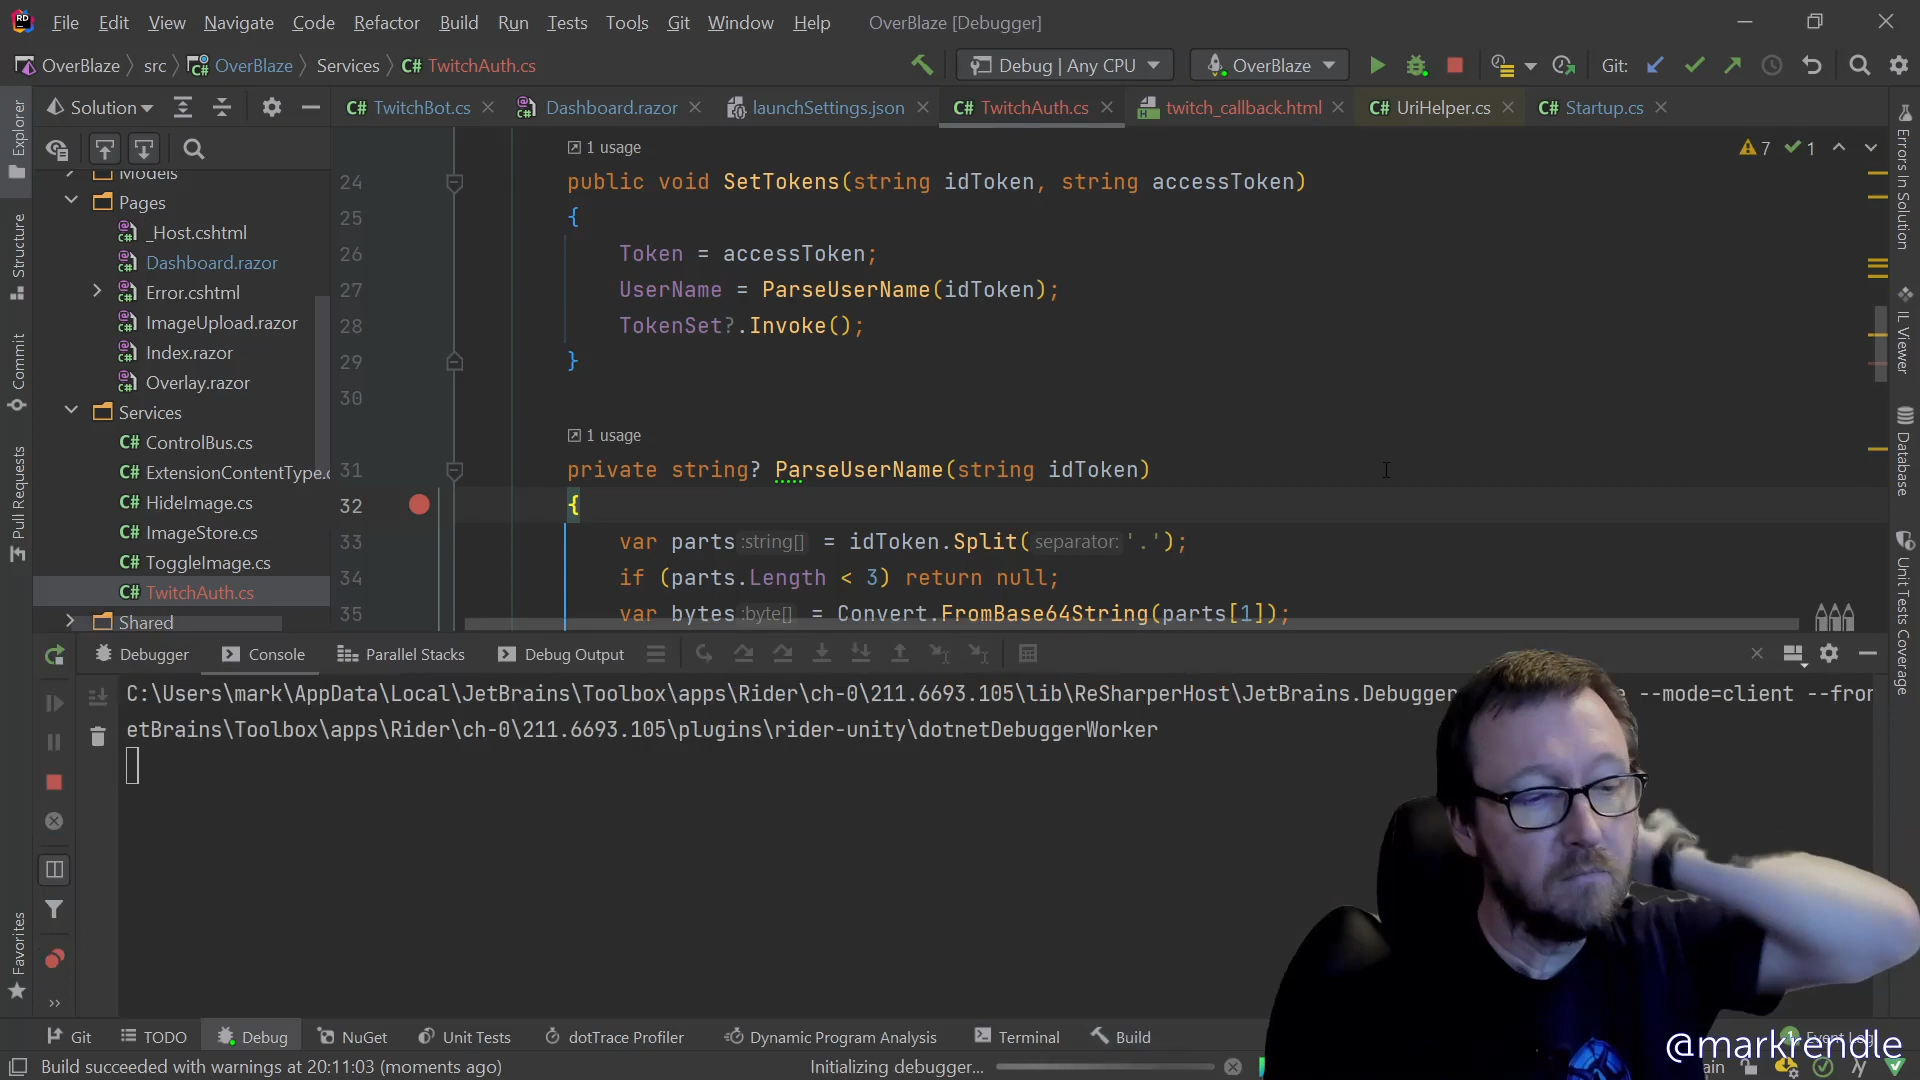 File Edit View Navigate Code Refactor Build Run Tests Tools Git Window Help OverBlaze [Debugger]
OverBlaze src OverBlaze Services C# TwitchAuth.cs Debug | Any CPU OverBlaze Git:
Solution
C# TwitchBot.cs Dashboard.razor launchSettings.json C# TwitchAuth.cs twitch_callback.html C# UriHelper.cs C# Startup.cs
Explorer
Structure
Commit
Pull Requests
Favorites
Models
Pages
_Host.cshtml
Dashboard.razor
Error.cshtml
ImageUpload.razor
Index.razor
Overlay.razor
Services
C# ControlBus.cs
C# ExtensionContentType.c
C# HideImage.cs
C# ImageStore.cs
C# ToggleImage.cs
C# TwitchAuth.cs
Shared
1 usage
7 1
24 public void SetTokens(string idToken, string accessToken)
25 {
26 Token = accessToken;
27 UserName = ParseUserName(idToken);
28 TokenSet?.Invoke();
29 }
30
1 usage
31 private string? ParseUserName(string idToken)
32 {
33 var parts :string[] = idToken.Split( separator: '.');
34 if (parts.Length < 3) return null;
35 var bytes :byte[] = Convert.FromBase64String(parts[1]);
Errors In Solution
IL Viewer
Database
Unit Tests Coverage
Debugger Console Parallel Stacks Debug Output
C:\Users\mark\AppData\Local\JetBrains\Toolbox\apps\Rider\ch-0\211.6693.105\lib\ReSharperHost\JetBrains.Debugger --mode=client --fron
etBrains\Toolbox\apps\Rider\ch-0\211.6693.105\plugins\rider-unity\dotnetDebuggerWorker
Git TODO Debug NuGet Unit Tests dotTrace Profiler Dynamic Program Analysis Terminal Build
@markrendle
Build succeeded with warnings at 20:11:03 (moments ago) Initializing debugger...